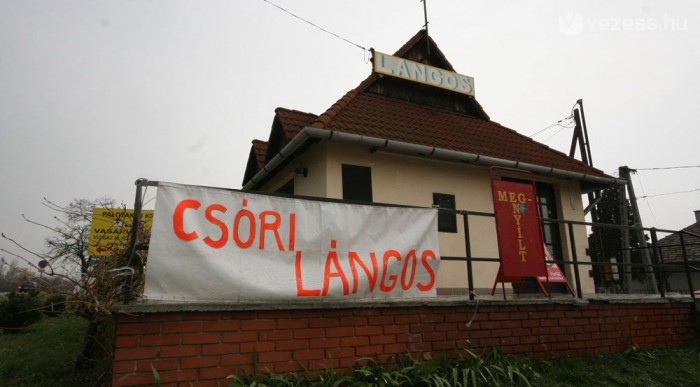 vezess.hu
LÁNGOS
CSÓRI
LÁNGOS
MEG-
NYÍLT